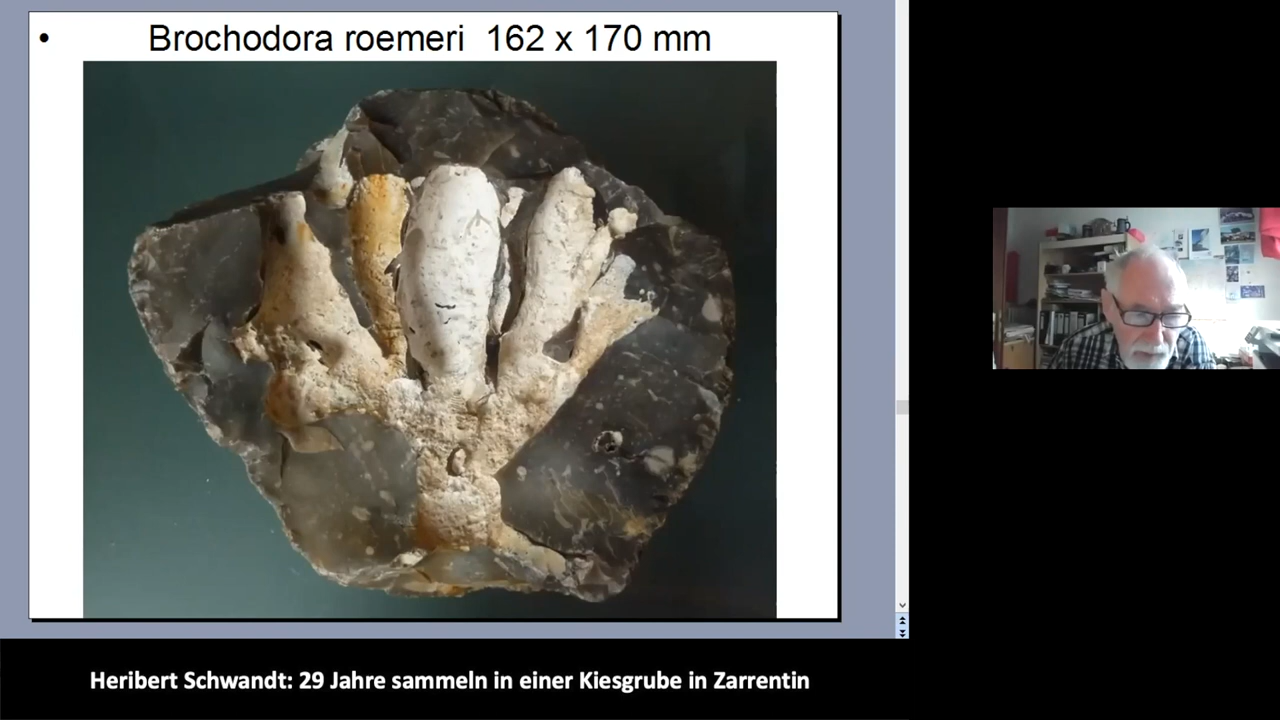 • Brochodora roemeri 162 x 170 mm
Heribert Schwandt: 29 Jahre sammeln in einer Kiesgrube in Zarrentin